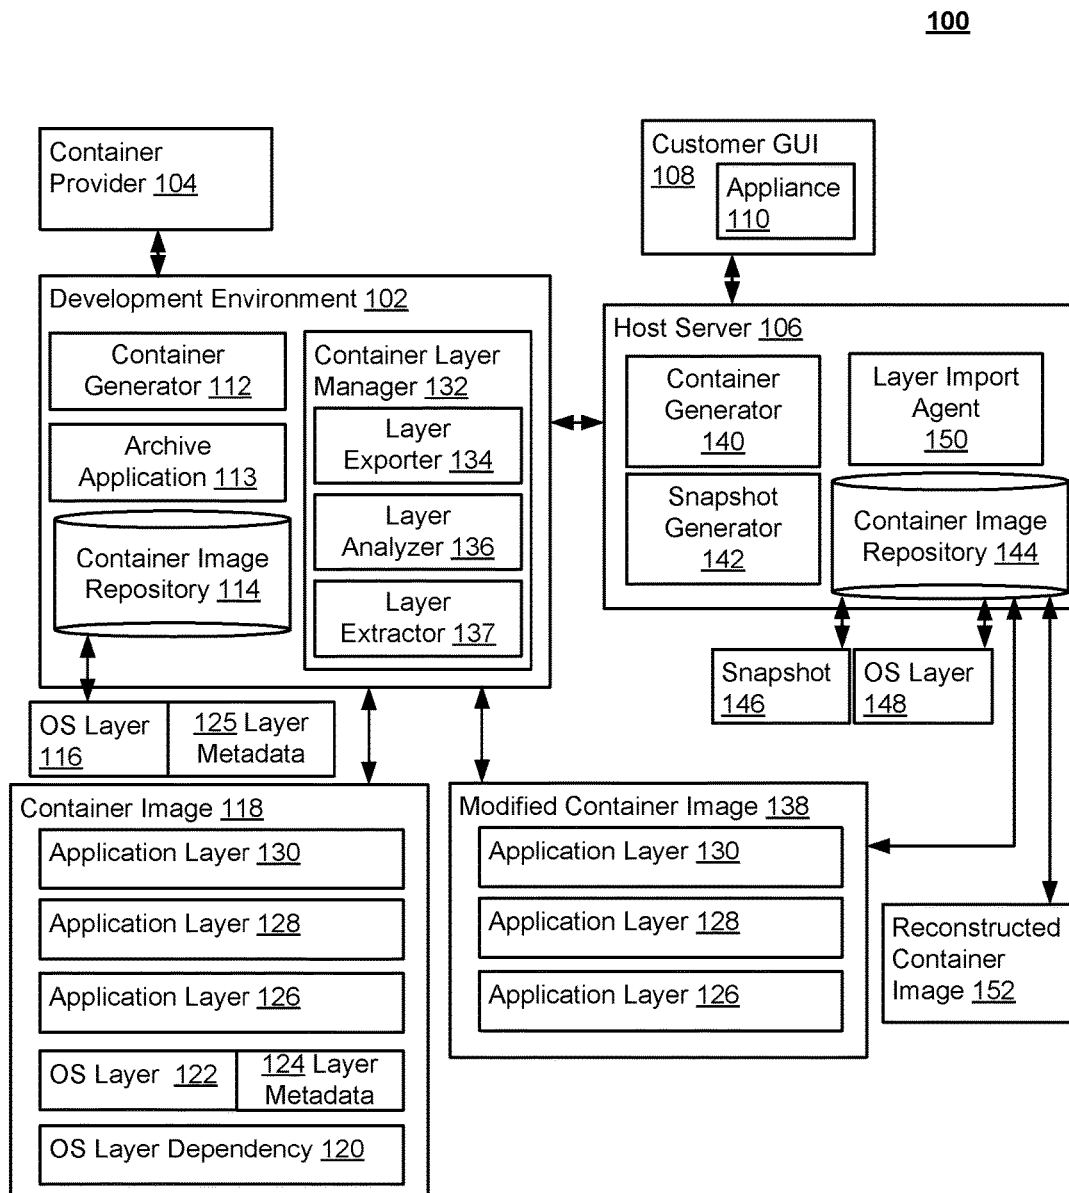 100
Container
Provider 104
Customer GUI
108
Appliance
110
Development Environment 102
Container
Generator 112
Archive
Application 113
Container Image
Repository 114
Container Layer
Manager 132
Layer
Exporter 134
Layer
Analyzer 136
Layer
Extractor 137
Host Server 106
Container
Generator
140
Layer Import
Agent
150
Snapshot
Generator
142
Container Image
Repository 144
Snapshot
146
OS Layer
148
OS Layer
116
125 Layer
Metadata
Container Image 118
Application Layer 130
Application Layer 128
Application Layer 126
OS Layer 122
124 Layer
Metadata
OS Layer Dependency 120
Modified Container Image 138
Application Layer 130
Application Layer 128
Application Layer 126
Reconstructed
Container
Image 152